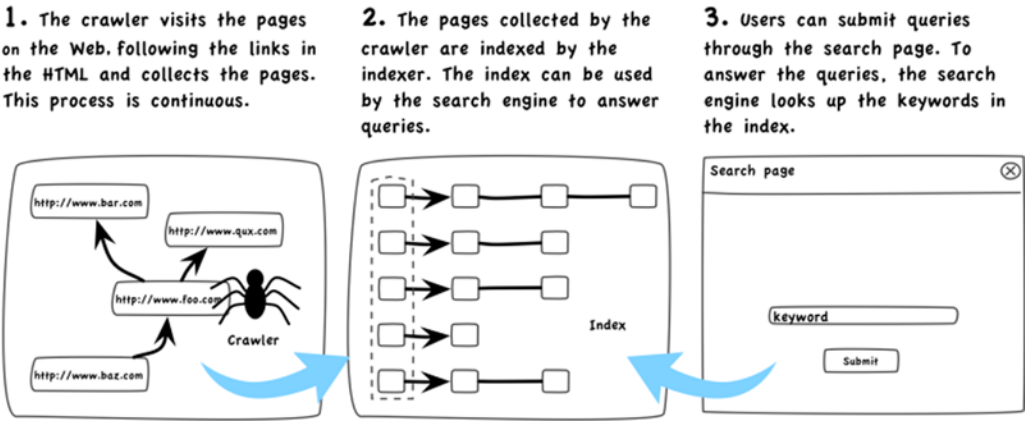 1. The crawler visits the pages
on the Web, following the links in
the HTML and collects the pages.
This process is continuous.
2. The pages collected by the
crawler are indexed by the
indexer. The index can be used
by the search engine to answer
queries.
3. Users can submit queries
through the search page. To
answer the queries, the search
engine looks up the keywords in
the index.
http://www.bar.com
http://www.qux.com
http://www.foo.com
Crawler
http://www.baz.com
Index
Search page
keyword
Submit